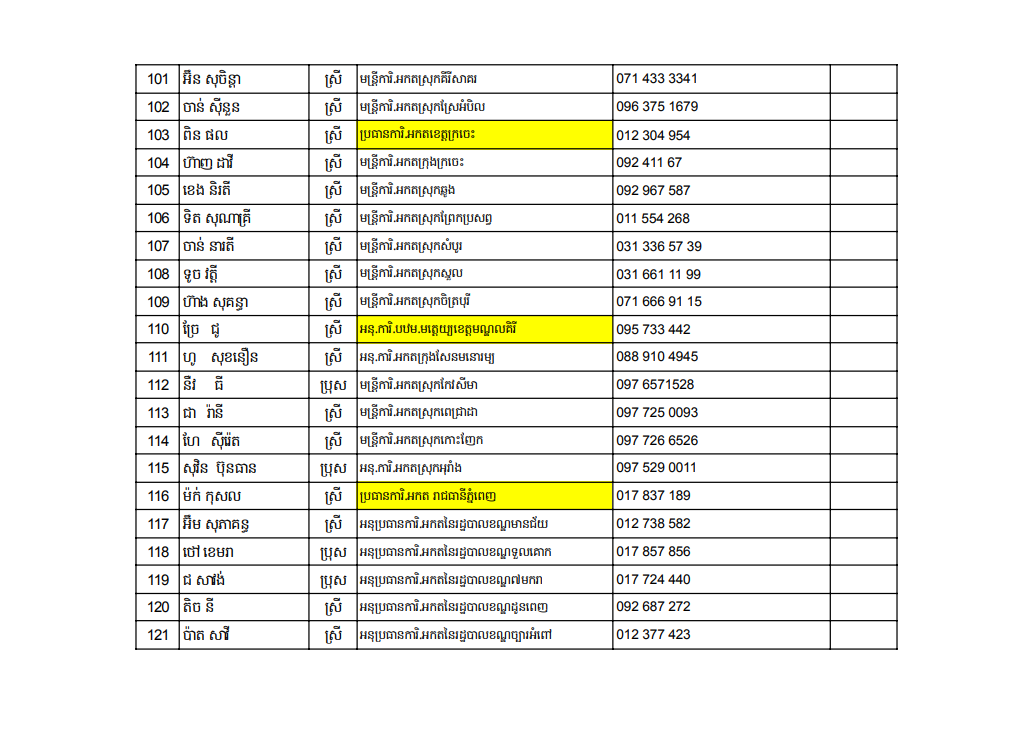 101 អ៊ឹន សុចិន្តា ស្រី មន្ត្រីការិ.អកតស្រុកគីរីសាគរ 071 433 3341
102 ចាន់ ស៊ីនួន ស្រី មន្ត្រីការិ.អកតស្រុកស្រែអំបិល 096 375 1679
103 ពិន ផល ស្រី ប្រធានការិ.អកតខេត្តក្រចេះ 012 304 954
104 ហ៊ាញ ដាវី ស្រី មន្ត្រីការិ.អកតក្រុងក្រចេះ 092 411 67
105 ខេង និរតី ស្រី មន្ត្រីការិ.អកតស្រុកឆ្លូង 092 967 587
106 ទិត សុណាគ្រី ស្រី មន្ត្រីការិ.អកតស្រុកព្រែកប្រសព្វ 011 554 268
107 ចាន់ នារតី ស្រី មន្ត្រីការិ.អកតស្រុកសំបូរ 031 336 57 39
108 ទូច វត្តី ស្រី មន្ត្រីការិ.អកតស្រុកស្នួល 031 661 11 99
109 ហ៊ាង សុគន្ធា ស្រី មន្ត្រីការិ.អកតស្រុកចិត្របុរី 071 666 91 15
110 ច្រែ ជូ ស្រី អនុ.ការិ.បឋម.មត្តេយ្យខេត្តមណ្ឌលគិរី 095 733 442
111 ហូ សុខនឿន ស្រី អនុ.ការិ.អកតក្រុងសែនមនោរម្យ 088 910 4945
112 នឹវ ធី ប្រុស មន្ត្រីការិ.អកតស្រុកកែវសីមា 097 6571528
113 ជា រ៉ានី ស្រី មន្ត្រីការិ.អកតស្រុកពេជ្រាដា 097 725 0093
114 ហែ ស៊ីរ៉េត ស្រី មន្ត្រីការិ.អកតស្រុកកោះញែក 097 726 6526
115 សុវិន ប៊ុនធាន ប្រុស អនុ.ការិ.អកតស្រុកអូរាំង 097 529 0011
116 ម៉ក់ កុសល ស្រី ប្រធានការិ.អកត រាជធានីភ្នំពេញ 017 837 189
117 អ៊ឹម សុភាគន្ធ ស្រី អនុប្រធានការិ.អកតនៃរដ្ឋបាលខណ្ឌមានជ័យ 012 738 582
118 ថៅ ខេមរា ប្រុស អនុប្រធានការិ.អកតនៃរដ្ឋបាលខណ្ឌទួលគោក 017 857 856
119 ជ សាវង់ ប្រុស អនុប្រធានការិ.អកតនៃរដ្ឋបាលខណ្ឌ៧មករា 017 724 440
120 តិច នី ស្រី អនុប្រធានការិ.អកតនៃរដ្ឋបាលខណ្ឌដូនពេញ 092 687 272
121 ប៉ាត សាវី ស្រី អនុប្រធានការិ.អកតនៃរដ្ឋបាលខណ្ឌច្បារអំពៅ 012 377 423